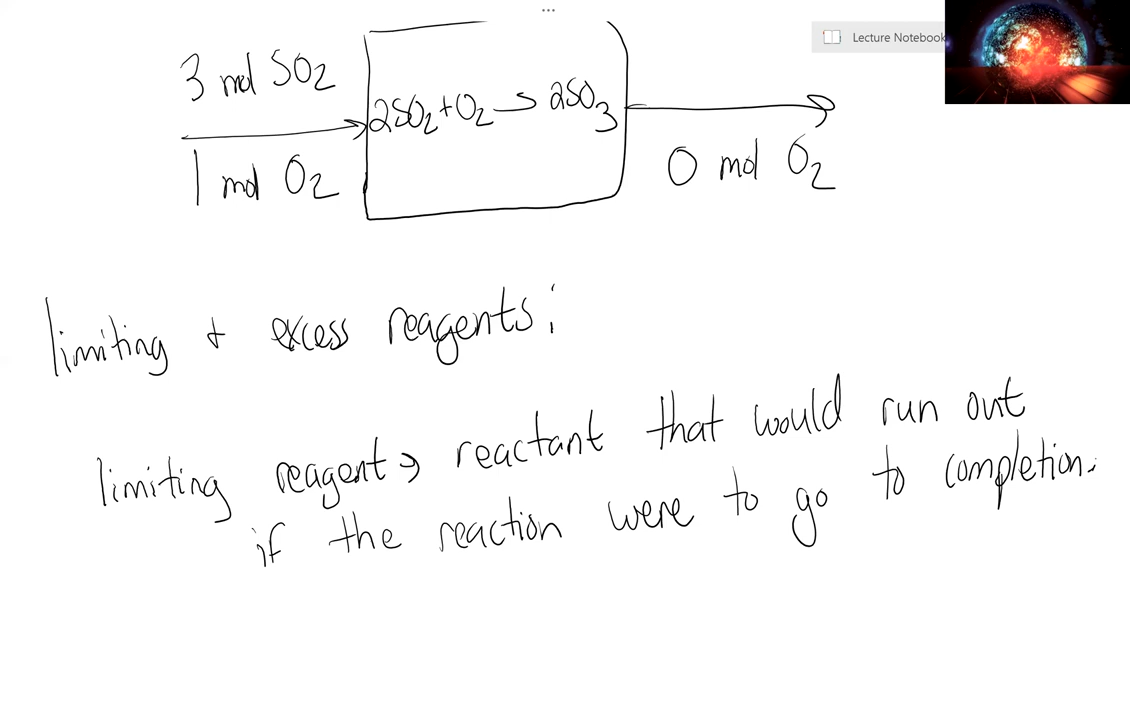 Lecture Notebook
3 mol SO2
2SO2+O2→2SO3
1 mol O2
0 mol O2
limiting + excess reagents:
limiting reagent→ reactant that would run out
if the reaction were to go to completion.